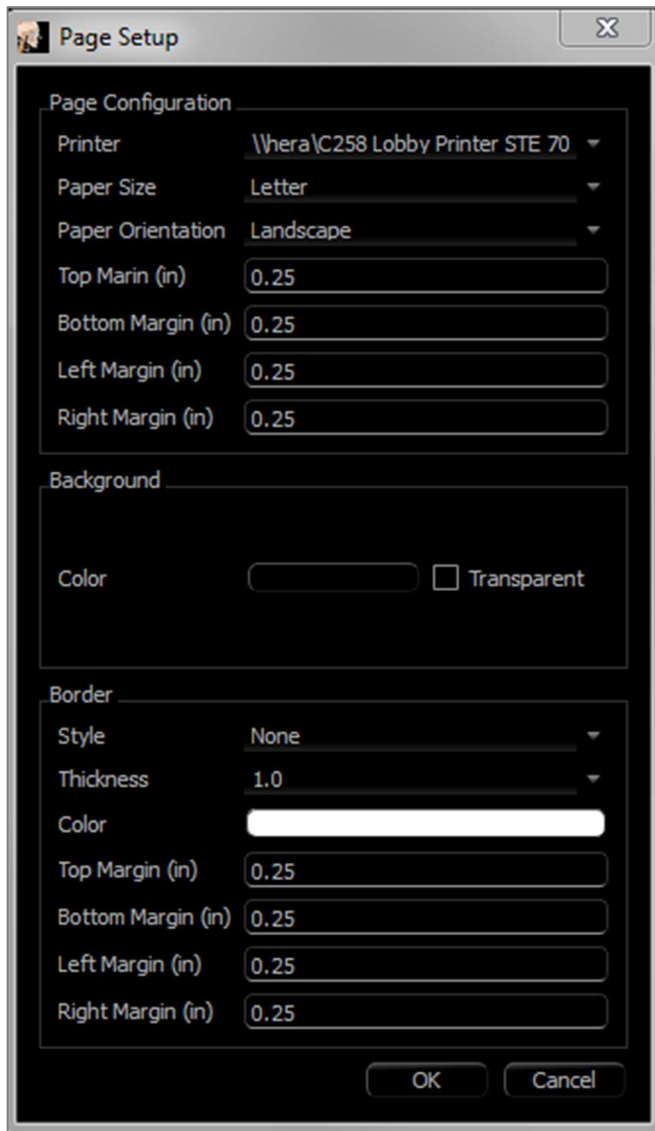 Page Setup
Page Configuration
Printer \\hera\C258 Lobby Printer STE 70
Paper Size Letter
Paper Orientation Landscape
Top Marin (in) 0.25
Bottom Margin (in) 0.25
Left Margin (in) 0.25
Right Margin (in) 0.25
Background
Color Transparent
Border
Style None
Thickness 1.0
Color
Top Margin (in) 0.25
Bottom Margin (in) 0.25
Left Margin (in) 0.25
Right Margin (in) 0.25
OK Cancel